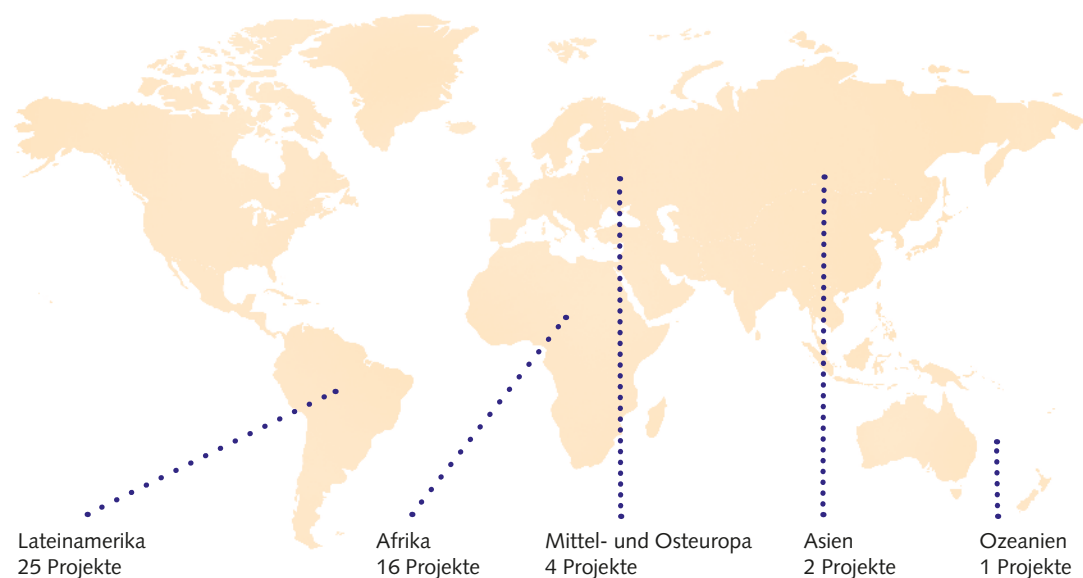 Lateinamerika
25 Projekte
Afrika
16 Projekte
Mittel- und Osteuropa
4 Projekte
Asien
2 Projekte
Ozeanien
1 Projekte